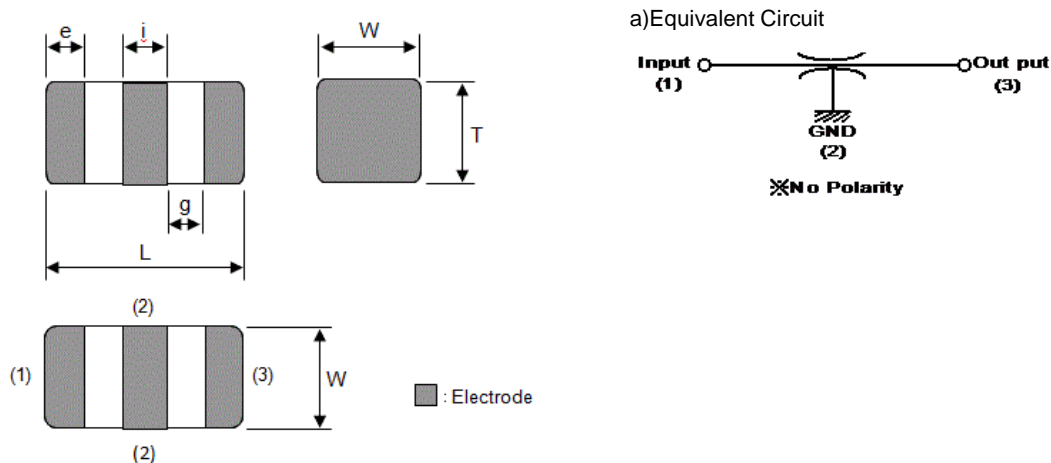 a)Equivalent Circuit
e
i
W
Input
(1)
Out put
(3)
GND
(2)
※No Polarity
T
g
L
(2)
(1)
(3)
W
: Electrode
(2)